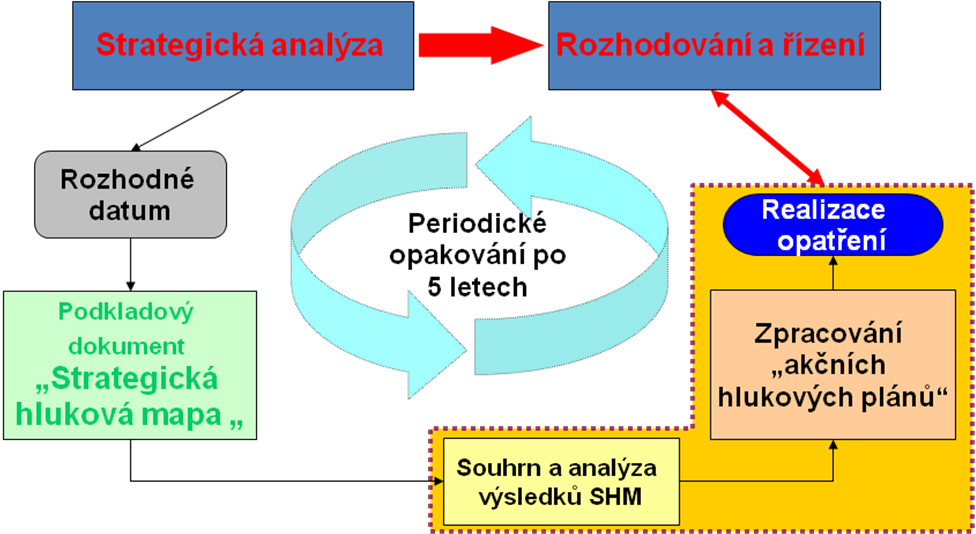 Strategická analýza
Rozhodování a řízení
Rozhodné
datum
Periodické
opakování po
5 letech
Realizace
opatření
Podkladový
dokument
„Strategická
hluková mapa „
Zpracování
„akčních
hlukových plánů“
Souhrn a analýza
výsledků SHM